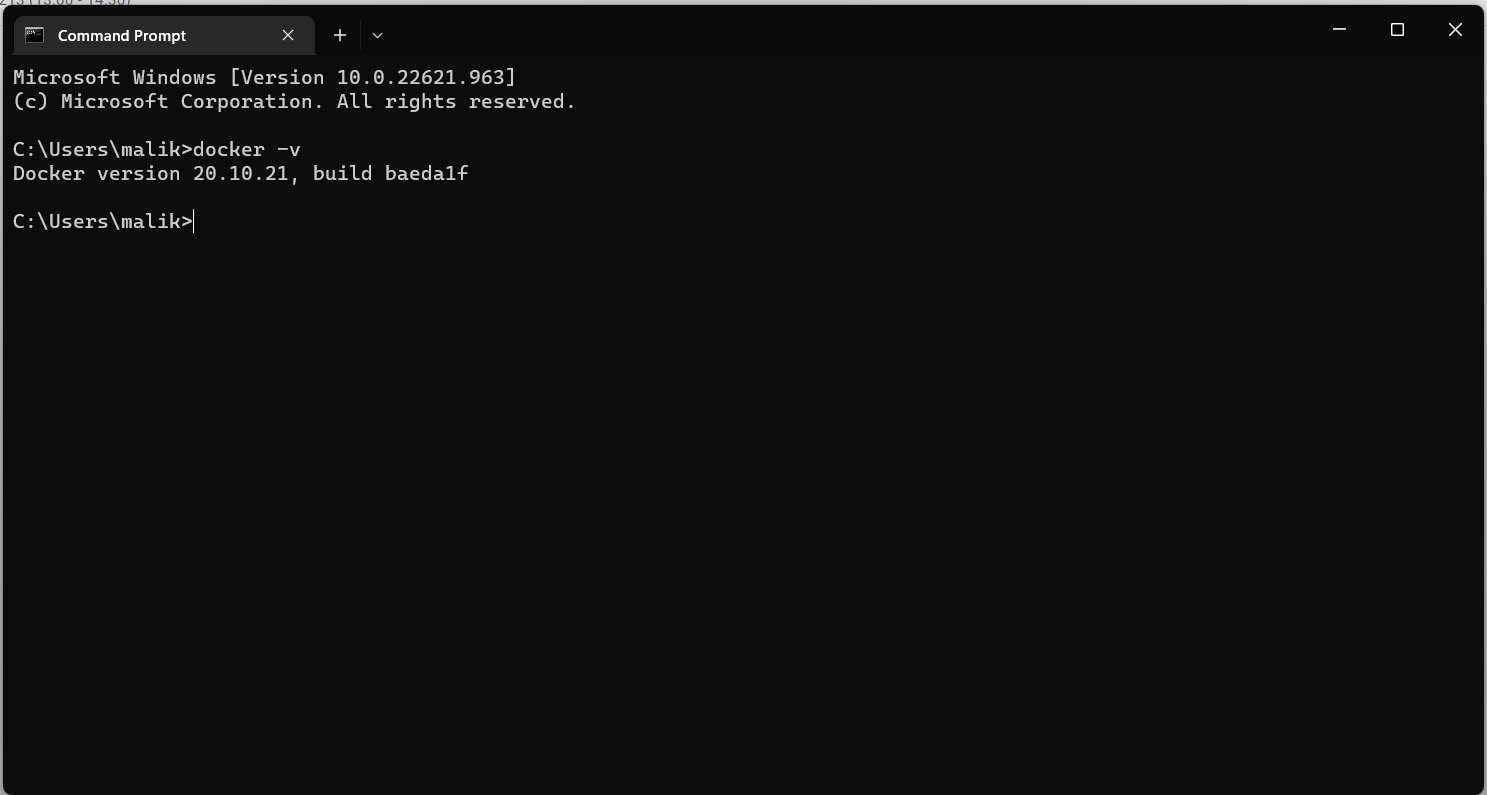 Command Prompt
Microsoft Windows [Version 10.0.22621.963]
(c) Microsoft Corporation. All rights reserved.
C:\Users\malik>docker -v
Docker version 20.10.21, build baeda1f
C:\Users\malik>